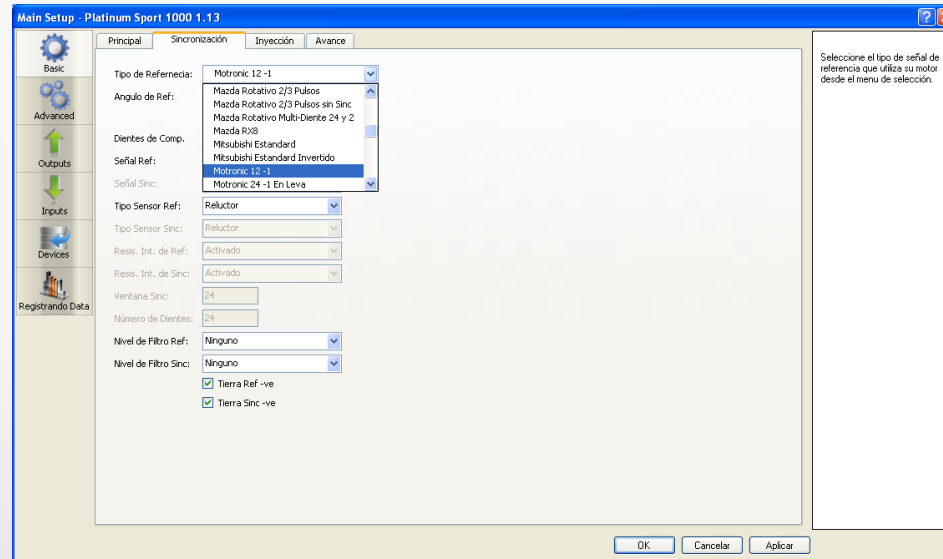 Main Setup - Platinum Sport 1000 1.13
Basic
Advanced
Outputs
Inputs
Devices
Registrando Data
Principal
Sincronización
Inyección
Avance
Tipo de Refernecia:
Motronic 12 -1
Angulo de Ref:
Mazda Rotativo 2/3 Pulsos
Mazda Rotativo 2/3 Pulsos sin Sinc
Mazda Rotativo Multi-Diente 24 y 2
Mazda RX8
Mitsubishi Estandard
Mitsubishi Estandard Invertido
Motronic 12 -1
Motronic 24 -1 En Leva
Dientes de Comp.
Señal Ref:
Señal Sinc:
Tipo Sensor Ref:
Reluctor
Tipo Sensor Sinc:
Reluctor
Resis. Int. de Ref:
Activado
Resis. Int. de Sinc:
Activado
Ventana Sinc:
24
Número de Dientes:
24
Nivel de Filtro Ref:
Ninguno
Nivel de Filtro Sinc:
Ninguno
Tierra Ref -ve
Tierra Sinc -ve
Seleccione el tipo de señal de
referencia que utiliza su motor
desde el menu de selección.
OK
Cancelar
Aplicar